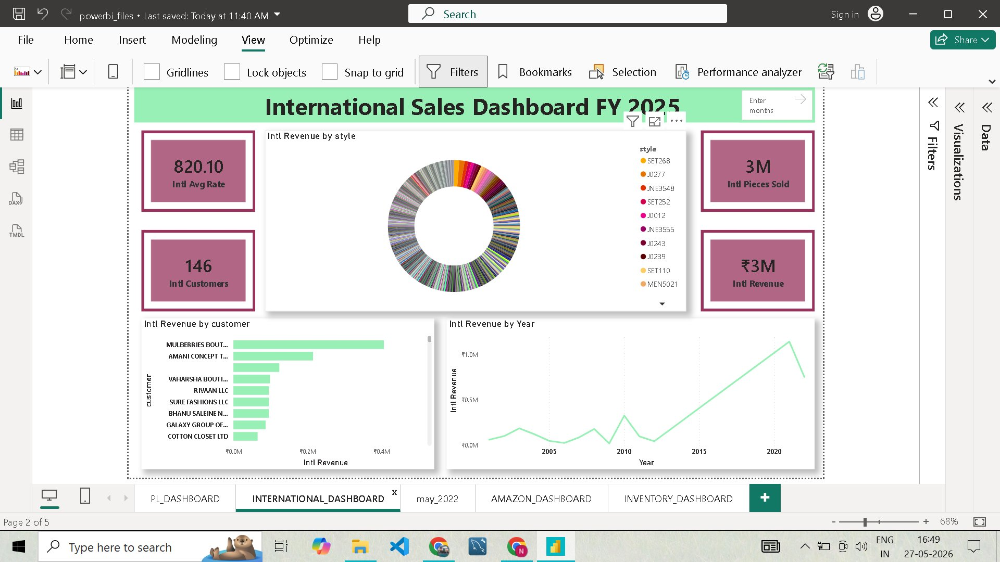 powerbi_files • Last saved: Today at 11:40 AM
Search
Sign in
File Home Insert Modeling View Optimize Help
Share
Gridlines Lock objects Snap to grid Filters Bookmarks Selection Performance analyzer
International Sales Dashboard FY 2025
Enter months
820.10
Intl Avg Rate
146
Intl Customers
Intl Revenue by style
style
SET268
J0277
JNE3548
SET252
J0012
JNE3555
J0243
J0239
SET110
MEN5021
3M
Intl Pieces Sold
₹3M
Intl Revenue
Filters
Visualizations
Data
DAX
TMDL
Intl Revenue by customer
customer
MULBERRIES BOUT...
AMANI CONCEPT T...
VAHARSHA BOUTI...
RIVAAN LLC
SURE FASHIONS LLC
BHANU SALEINE N...
GALAXY GROUP OF...
COTTON CLOSET LTD
₹0.0M ₹0.2M ₹0.4M
Intl Revenue
Intl Revenue by Year
Intl Revenue
₹1.0M
₹0.5M
₹0.0M
2005 2010 2015 2020
Year
PL_DASHBOARD INTERNATIONAL_DASHBOARD x may_2022 AMAZON_DASHBOARD INVENTORY_DASHBOARD +
Page 2 of 5
- + 68%
Type here to search
N
ENG
IN
16:49
27-05-2026